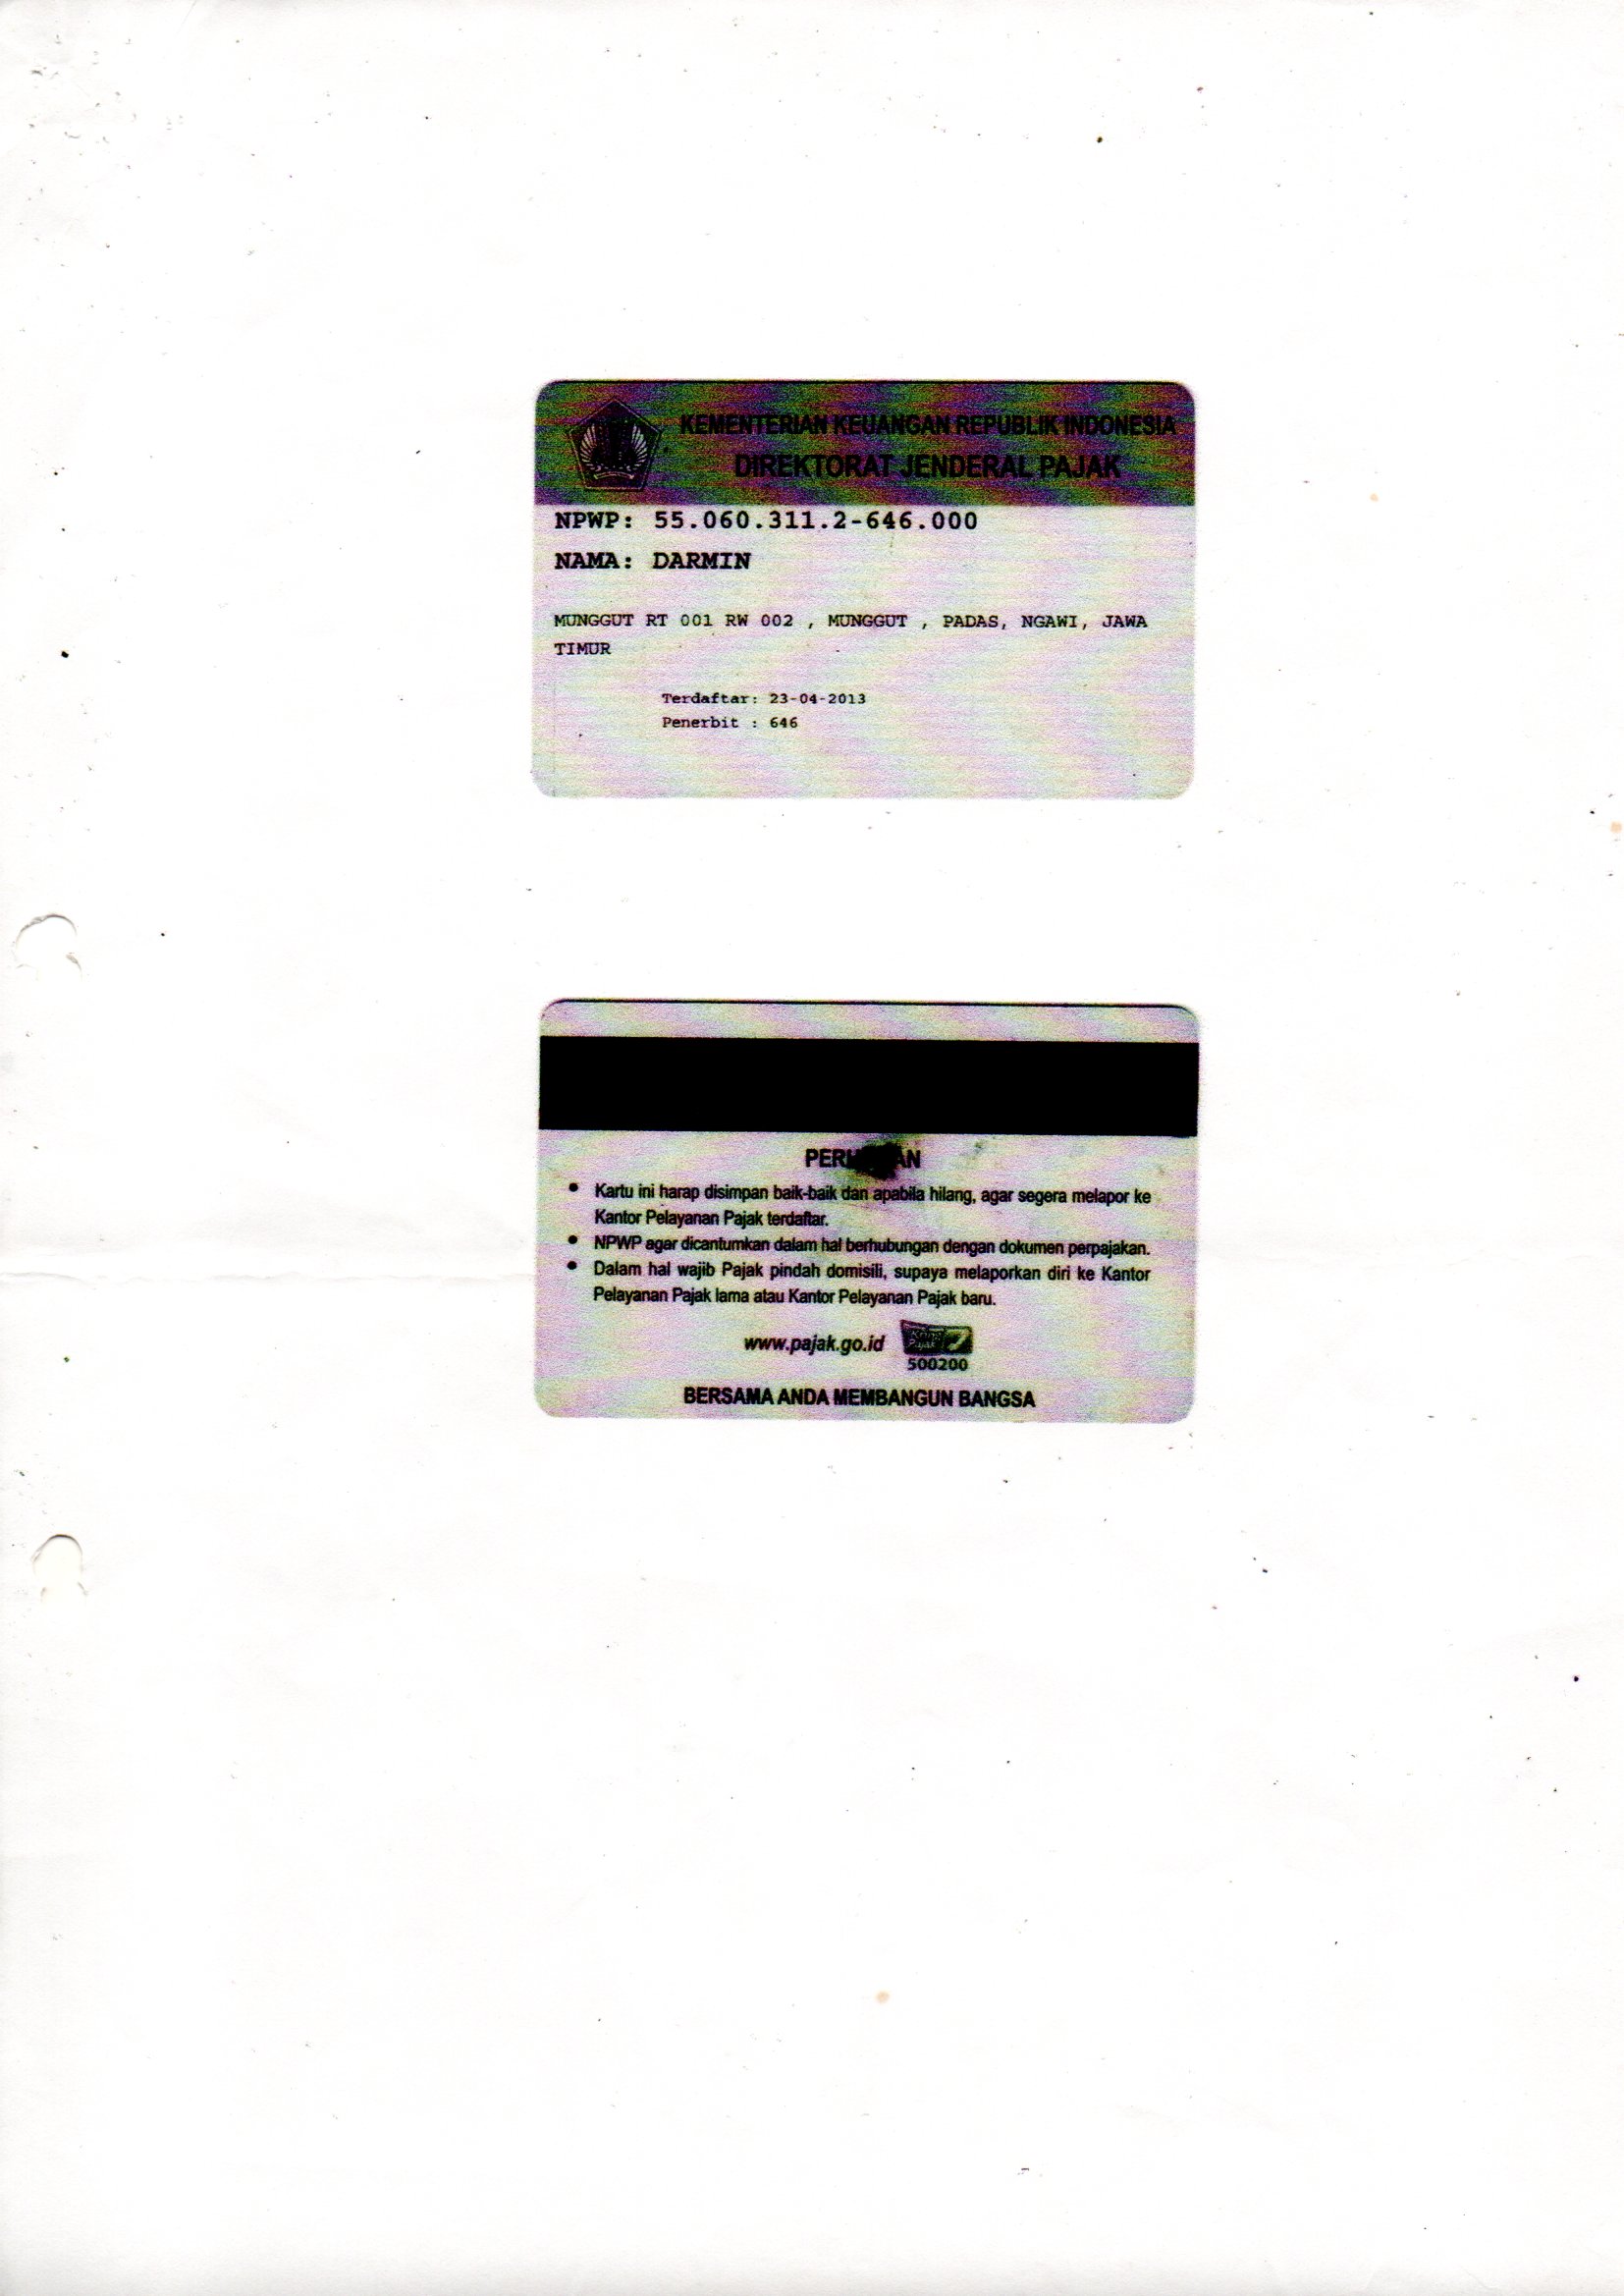 KEMENTERIAN KEUANGAN REPUBLIK INDONESIA
DIREKTORAT JENDERAL PAJAK
NPWP: 55.060.311.2-646.000
NAMA: DARMIN
MUNGGUT RT 001 RW 002 , MUNGGUT , PADAS, NGAWI, JAWA
TIMUR
Terdaftar: 23-04-2013
Penerbit : 646
• Kartu ini harap disimpan baik-baik dan apabila hilang, agar segera melapor ke
Kantor Pelayanan Pajak terdaftar.
• NPWP agar dicantumkan dalam hal berhubungan dengan dokumen perpajakan.
• Dalam hal wajib Pajak pindah domisili, supaya melaporkan diri ke Kantor
Pelayanan Pajak lama atau Kantor Pelayanan Pajak baru.
www.pajak.go.id
500200
BERSAMA ANDA MEMBANGUN BANGSA